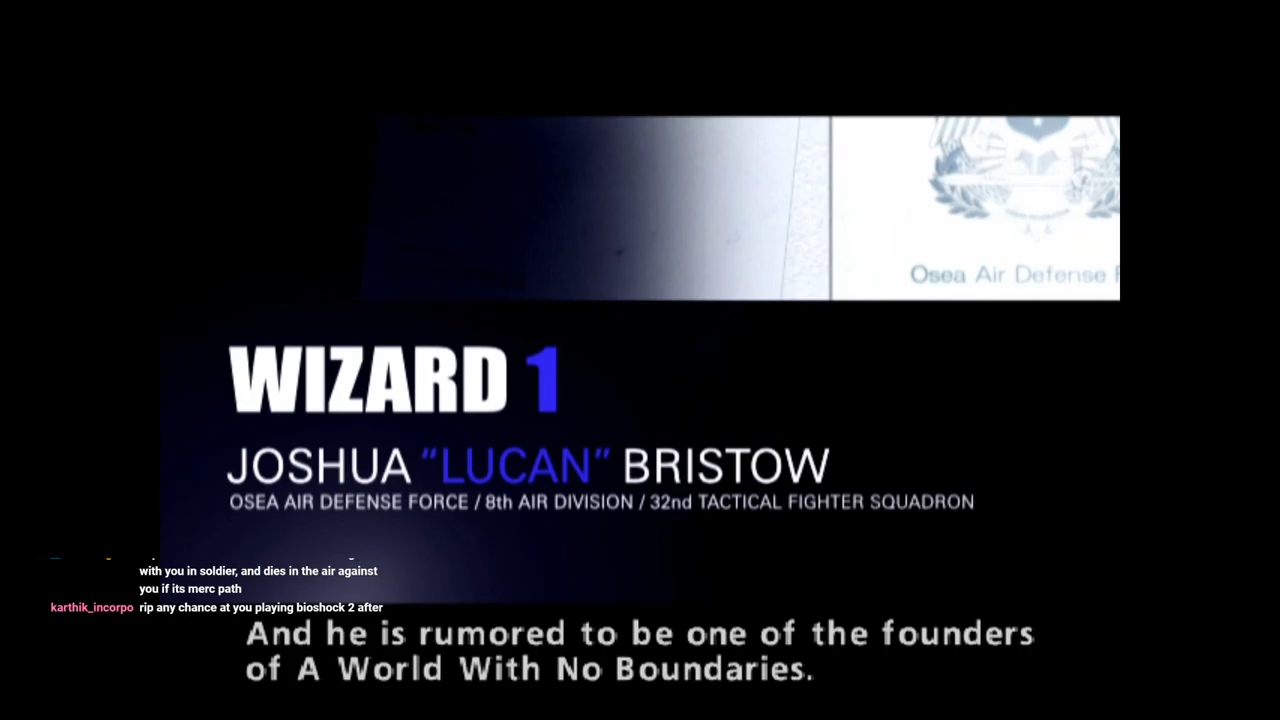 Osea Air Defense
WIZARD 1
JOSHUA “LUCAN” BRISTOW
OSEA AIR DEFENSE FORCE / 8th AIR DIVISION / 32nd TACTICAL FIGHTER SQUADRON
with you in soldier, and dies in the air against
you if its merc path
karthik_incorpo rip any chance at you playing bioshock 2 after
And he is rumored to be one of the founders
of A World With No Boundaries.